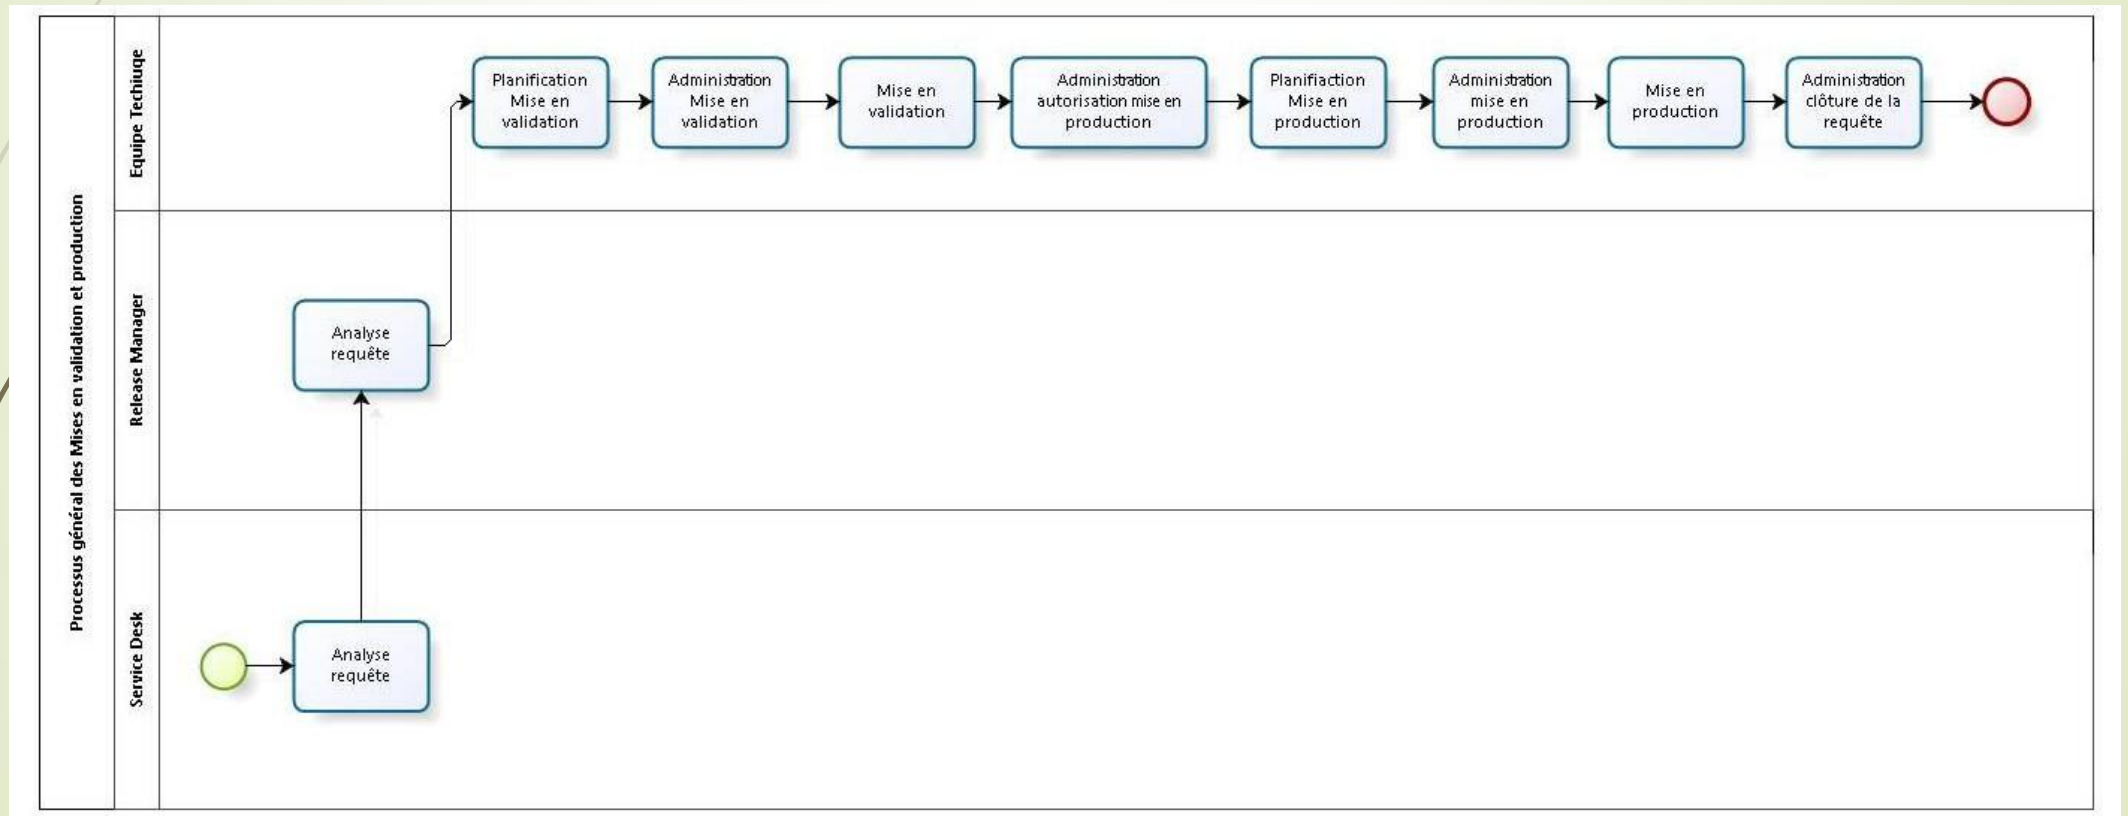 Processus général des Mises en validation et production
Equipe Techiuqe
Planification
Mise en
validation
Administration
Mise en
validation
Mise en
validation
Administration
autorisation mise en
production
Planifiaction
Mise en
production
Administration
mise en
production
Mise en
production
Administration
clôture de la
requête
Release Manager
Analyse
requête
Service Desk
Analyse
requête